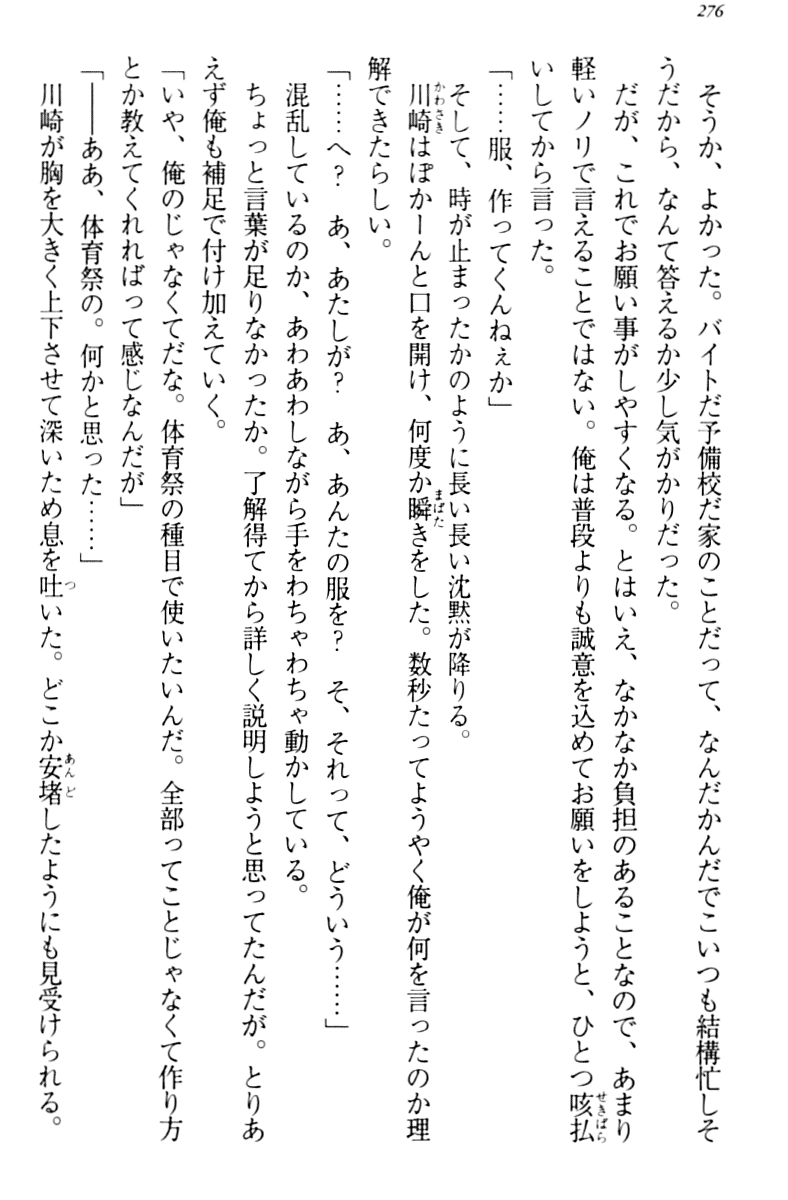 276
そうか、よかった。バイトだ予備校だ家のことだって、なんだかんだでこいつも結構忙しそ
うだから、なんて答えるか少し気がかりだった。
だが、これでお願い事がしやすくなる。とはいえ、なかなか負担のあることなので、あまり
軽いノリで言えることではない。俺は普段よりも誠意を込めてお願いをしようと、ひとつ咳払
いしてから言った。
「……服、作ってくんねぇか」
そして、時が止まったかのように長い長い沈黙が降りる。
川崎はぽかーんと口を開け、何度か瞬きをした。数秒たってようやく俺が何を言ったのか理
解できたらしい。
「……へ？　あ、あたしが？　あ、あんたの服を？　そ、それって、どういう……」
混乱しているのか、あわあわしながら手をわちゃわちゃ動かしている。
ちょっと言葉が足りなかったか。了解得てから詳しく説明しようと思ってたんだが。とりあ
えず俺も補足で付け加えていく。
「いや、俺のじゃなくてだな。体育祭の種目で使いたいんだ。全部ってことじゃなくて作り方
とか教えてくれればって感じなんだが」
「――ああ、体育祭の。何かと思った……」
川崎が胸を大きく上下させて深いため息を吐いた。どこか安堵したようにも見受けられる。